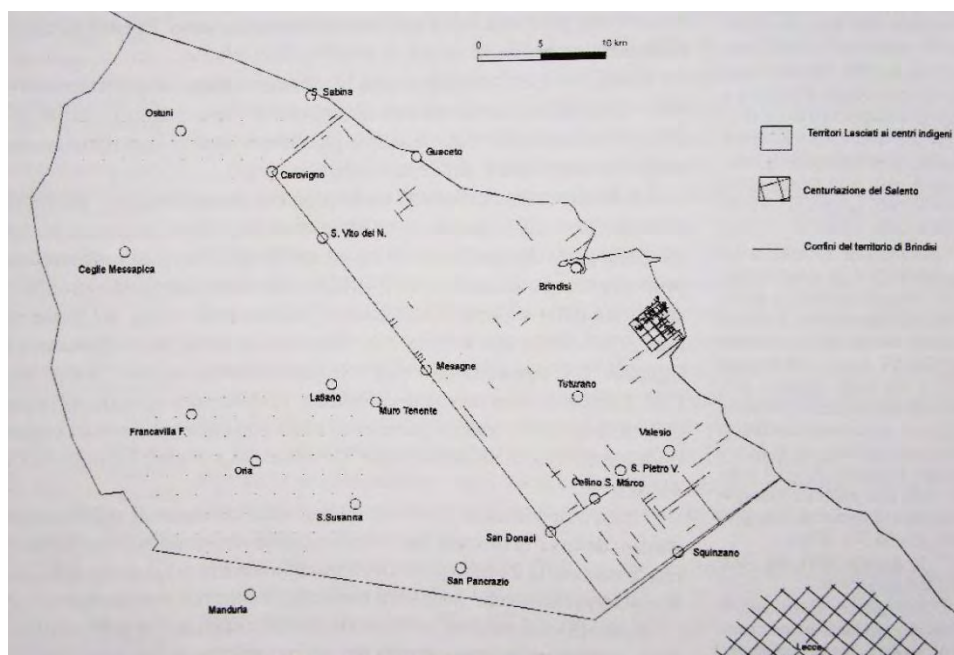 0 5 10 km
S. Sabina
Ostuni
Guaceto
Carovigno
Territori Lasciati ai centri indigeni
Centuriazione del Salento
S. Vito dei N.
Confini del territorio di Brindisi
Ceglie Messapica
Brindisi
Mesagne
Latiano
Muro Tenente
Tuturano
Francavilla F.
Valesio
Oria
S. Pietro V.
Cellino S. Marco
S.Susanna
San Donaci
Squinzano
San Pancrazio
Manduria
Lecce